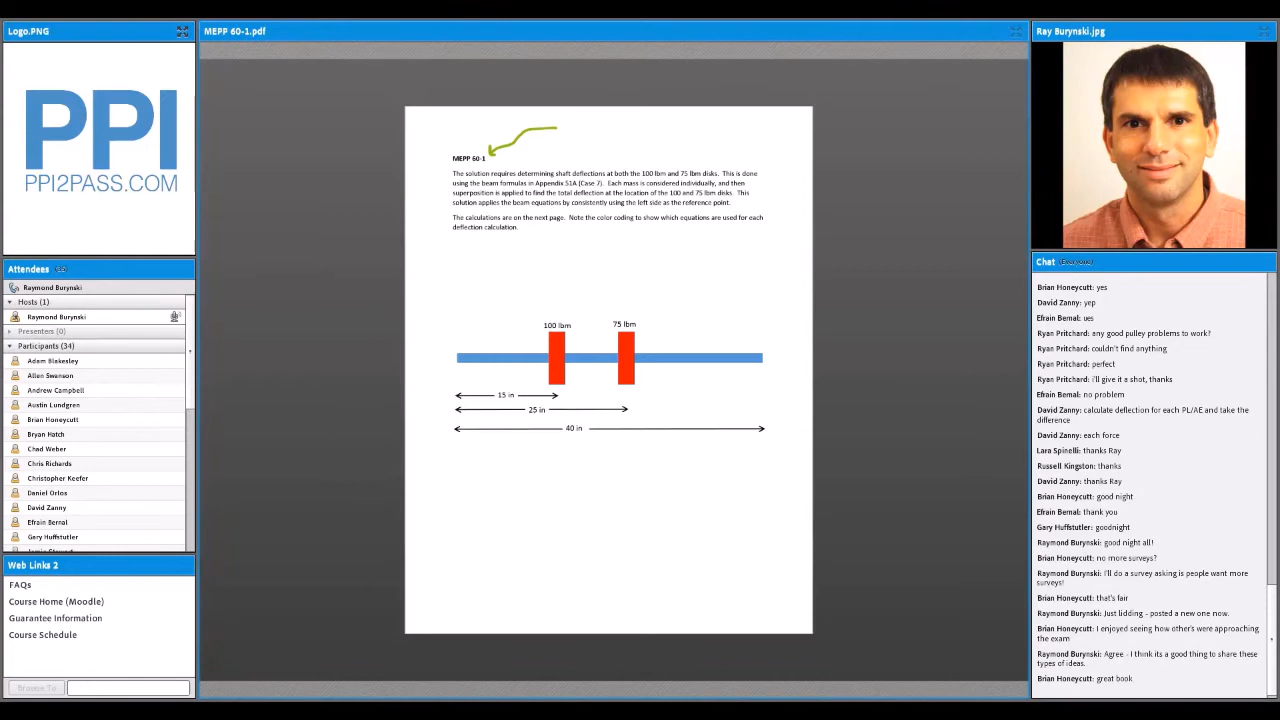 Logo.PNG
PPI
PPI2PASS.COM
Attendees
Raymond Burynski
Hosts (1)
Raymond Burynski
Presenters (0)
Participants (34)
Adam Blakesley
Allen Swanson
Andrew Campbell
Austin Lundgren
Brian Honeycutt
Bryan Hatch
Chad Weber
Chris Richards
Christopher Keefer
Daniel Orlos
David Zanny
Efrain Bernal
Gary Huffstutler
Web Links 2
FAQs
Course Home (Moodle)
Guarantee Information
Course Schedule
Browse To
MEPP 60-1.pdf
MEPP 60-1
The solution requires determining shaft deflections at both the 100 lbm and 75 lbm disks. This is done
using the beam formulas in Appendix 51A (Case 7). Each mass is considered individually, and then
superposition is applied to find the total deflection at the location of the 100 and 75 lbm disks. This
solution applies the beam equations by consistently using the left side as the reference point.
The calculations are on the next page. Note the color coding to show which equations are used for each
deflection calculation.
100 lbm
75 lbm
15 in
25 in
40 in
Ray Burynski.jpg
Chat (Everyone)
Brian Honeycutt: yes
David Zanny: yep
Efrain Bernal: ues
Ryan Pritchard: any good pulley problems to work?
Ryan Pritchard: couldn't find anything
Ryan Pritchard: perfect
Ryan Pritchard: i'll give it a shot, thanks
Efrain Bernal: no problem
David Zanny: calculate deflection for each PL/AE and take the
difference
David Zanny: each force
Lara Spinelli: thanks Ray
Russell Kingston: thanks
David Zanny: thanks Ray
Brian Honeycutt: good night
Efrain Bernal: thank you
Gary Huffstutler: goodnight
Raymond Burynski: good night all!
Brian Honeycutt: no more surveys?
Raymond Burynski: I'll do a survey asking is people want more
surveys!
Brian Honeycutt: that's fair
Raymond Burynski: Just lidding - posted a new one now.
Brian Honeycutt: I enjoyed seeing how other's were approaching
the exam
Raymond Burynski: Agree - I think its a good thing to share these
types of ideas.
Brian Honeycutt: great book